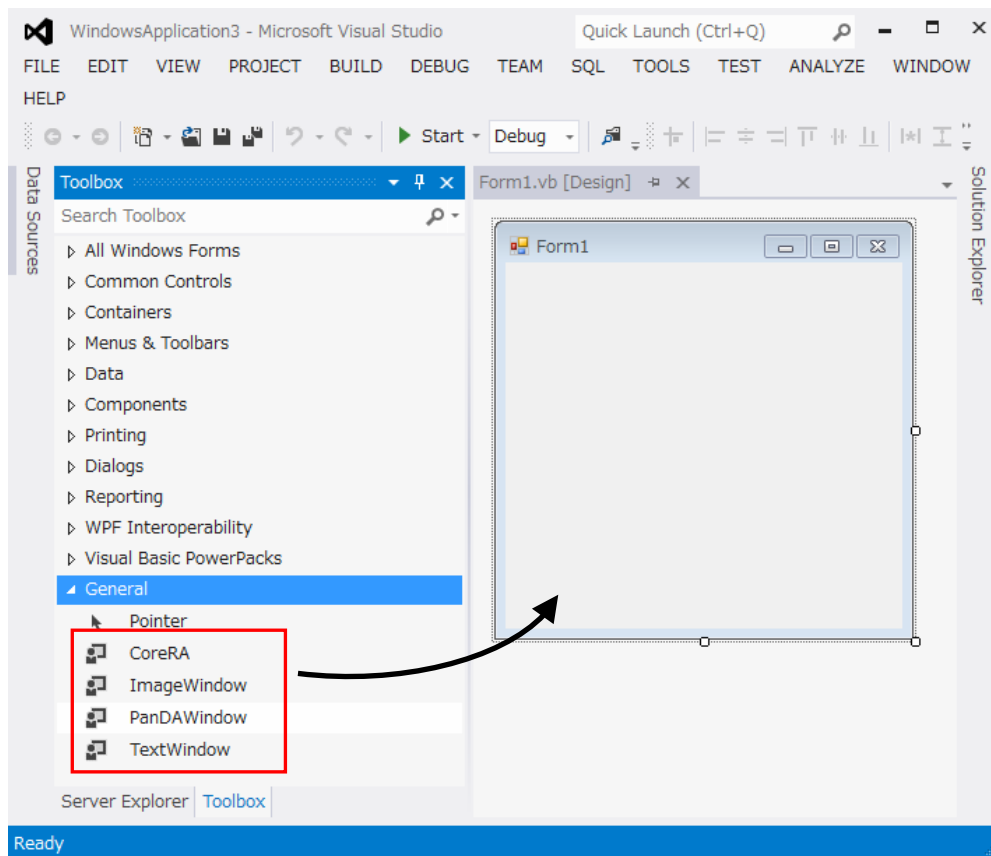 WindowsApplication3 - Microsoft Visual Studio
Quick Launch (Ctrl+Q)
FILE EDIT VIEW PROJECT BUILD DEBUG TEAM SQL TOOLS TEST ANALYZE WINDOW
HELP
Start Debug
Data Sources
Toolbox
Search Toolbox
All Windows Forms
Common Controls
Containers
Menus & Toolbars
Data
Components
Printing
Dialogs
Reporting
WPF Interoperability
Visual Basic PowerPacks
General
Pointer
CoreRA
ImageWindow
PanDAWindow
TextWindow
Server Explorer Toolbox
Form1.vb [Design]
Form1
Solution Explorer
Ready